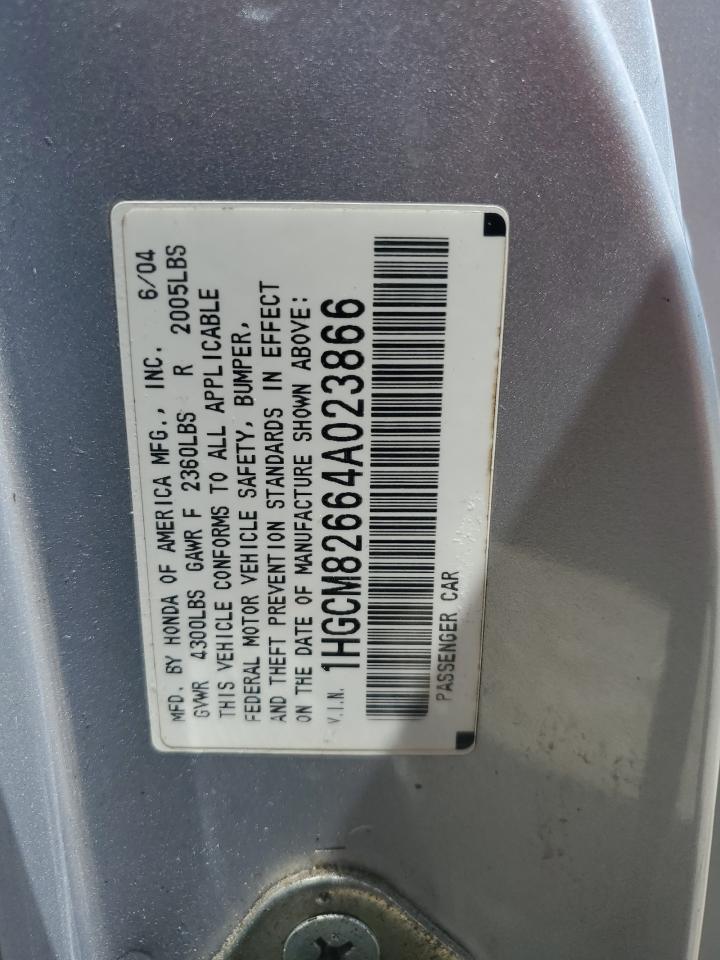 MFD. BY HONDA OF AMERICA MFG., INC. 6/04
GVWR 4300LBS GAWR F 2360LBS R 2005LBS
THIS VEHICLE CONFORMS TO ALL APPLICABLE
FEDERAL MOTOR VEHICLE SAFETY, BUMPER,
AND THEFT PREVENTION STANDARDS IN EFFECT
ON THE DATE OF MANUFACTURE SHOWN ABOVE:
V.I.N. 1HGCM82664A023866
PASSENGER CAR